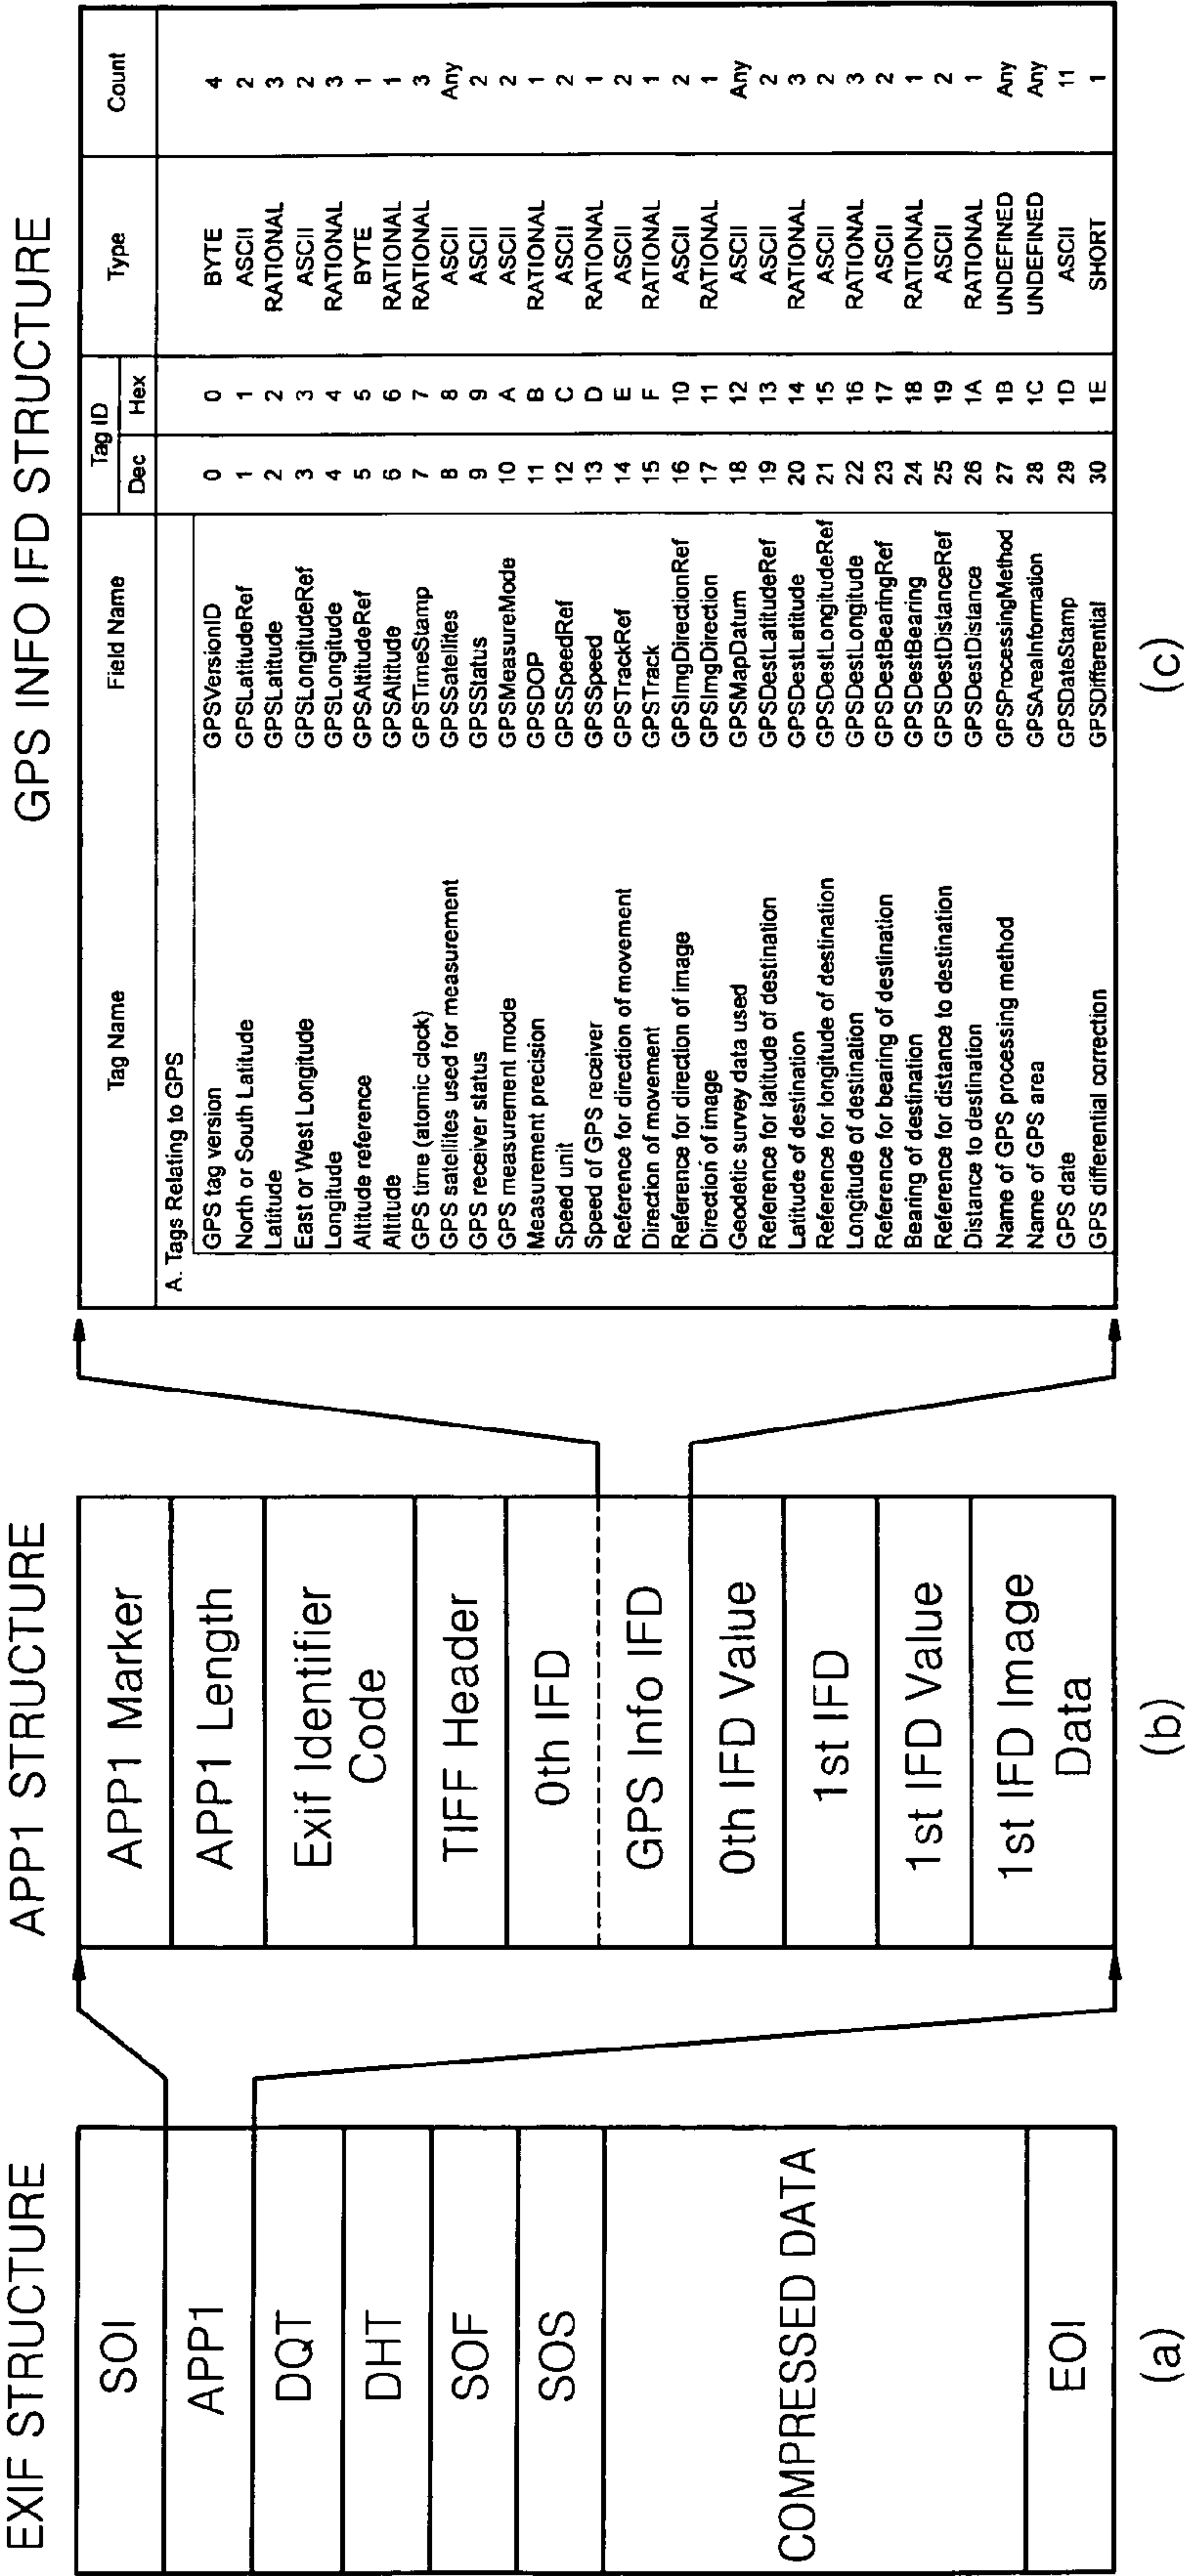 EXIF STRUCTURE
SOI
APP1
DQT
DHT
SOF
SOS
COMPRESSED DATA
EOI
(a)
APP1 STRUCTURE
APP1 Marker
APP1 Length
Exif Identifier
Code
TIFF Header
0th IFD
GPS Info IFD
0th IFD Value
1st IFD
1st IFD Value
1st IFD Image
Data
(b)
GPS INFO IFD STRUCTURE
Tag Name Field Name Tag ID Type Count
Dec Hex
A. Tags Relating to GPS
GPS tag version GPSVersionID 0 0 BYTE 4
North or South Latitude GPSLatitudeRef 1 1 ASCII 2
Latitude GPSLatitude 2 2 RATIONAL 3
East or West Longitude GPSLongitudeRef 3 3 ASCII 2
Longitude GPSLongitude 4 4 RATIONAL 3
Altitude reference GPSAltitudeRef 5 5 BYTE 1
Altitude GPSAltitude 6 6 RATIONAL 1
GPS time (atomic clock) GPSTimeStamp 7 7 RATIONAL 3
GPS satellites used for measurement GPSSatellites 8 8 ASCII Any
GPS receiver status GPSStatus 9 9 ASCII 2
GPS measurement mode GPSMeasureMode 10 A ASCII 2
Measurement precision GPSDOP 11 B RATIONAL 1
Speed unit GPSSpeedRef 12 C ASCII 2
Speed of GPS receiver GPSSpeed 13 D RATIONAL 1
Reference for direction of movement GPSTrackRef 14 E ASCII 2
Direction of movement GPSTrack 15 F RATIONAL 1
Reference for direction of image GPSImgDirectionRef 16 10 ASCII 2
Direction of image GPSImgDirection 17 11 RATIONAL 1
Geodetic survey data used GPSMapDatum 18 12 ASCII Any
Reference for latitude of destination GPSDestLatitudeRef 19 13 ASCII 2
Latitude of destination GPSDestLatitude 20 14 RATIONAL 3
Reference for longitude of destination GPSDestLongitudeRef 21 15 ASCII 2
Longitude of destination GPSDestLongitude 22 16 RATIONAL 3
Reference for bearing of destination GPSDestBearingRef 23 17 ASCII 2
Bearing of destination GPSDestBearing 24 18 RATIONAL 1
Reference for distance to destination GPSDestDistanceRef 25 19 ASCII 2
Distance to destination GPSDestDistance 26 1A RATIONAL 1
Name of GPS processing method GPSProcessingMethod 27 1B UNDEFINED Any
Name of GPS area GPSAreaInformation 28 1C UNDEFINED Any
GPS date GPSDateStamp 29 1D ASCII 11
GPS differential correction GPSDifferential 30 1E SHORT 1
(c)